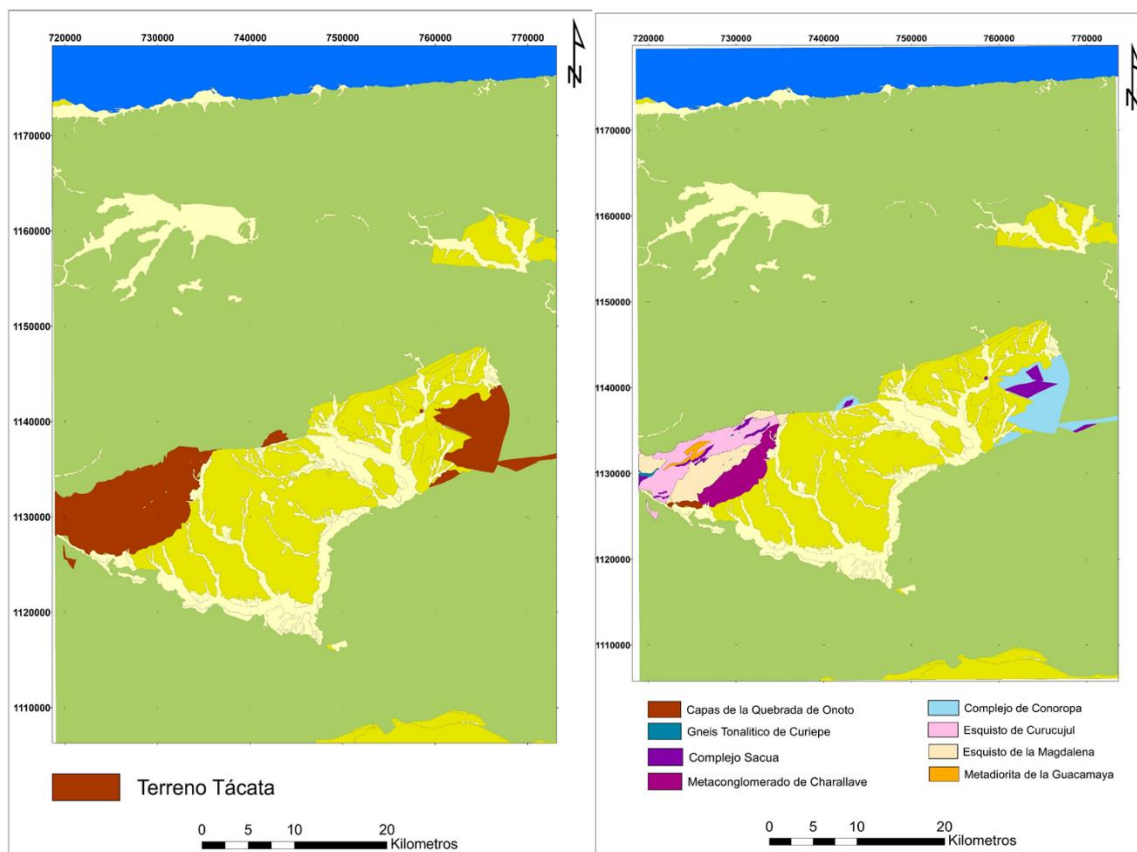 720000 730000 740000 750000 760000 770000
N
1170000
1160000
1150000
1140000
1130000
1120000
1110000
Terreno Tácata
0 5 10 20
Kilometros
720000 730000 740000 750000 760000 770000
N
1170000
1160000
1150000
1140000
1130000
1120000
1110000
Capas de la Quebrada de Onoto
Gneis Tonalitico de Curiepe
Complejo Sacua
Metaconglomerado de Charallave
Complejo de Conoropa
Esquisto de Curucujul
Esquisto de la Magdalena
Metadiorita de la Guacamaya
0 5 10 20
Kilometros